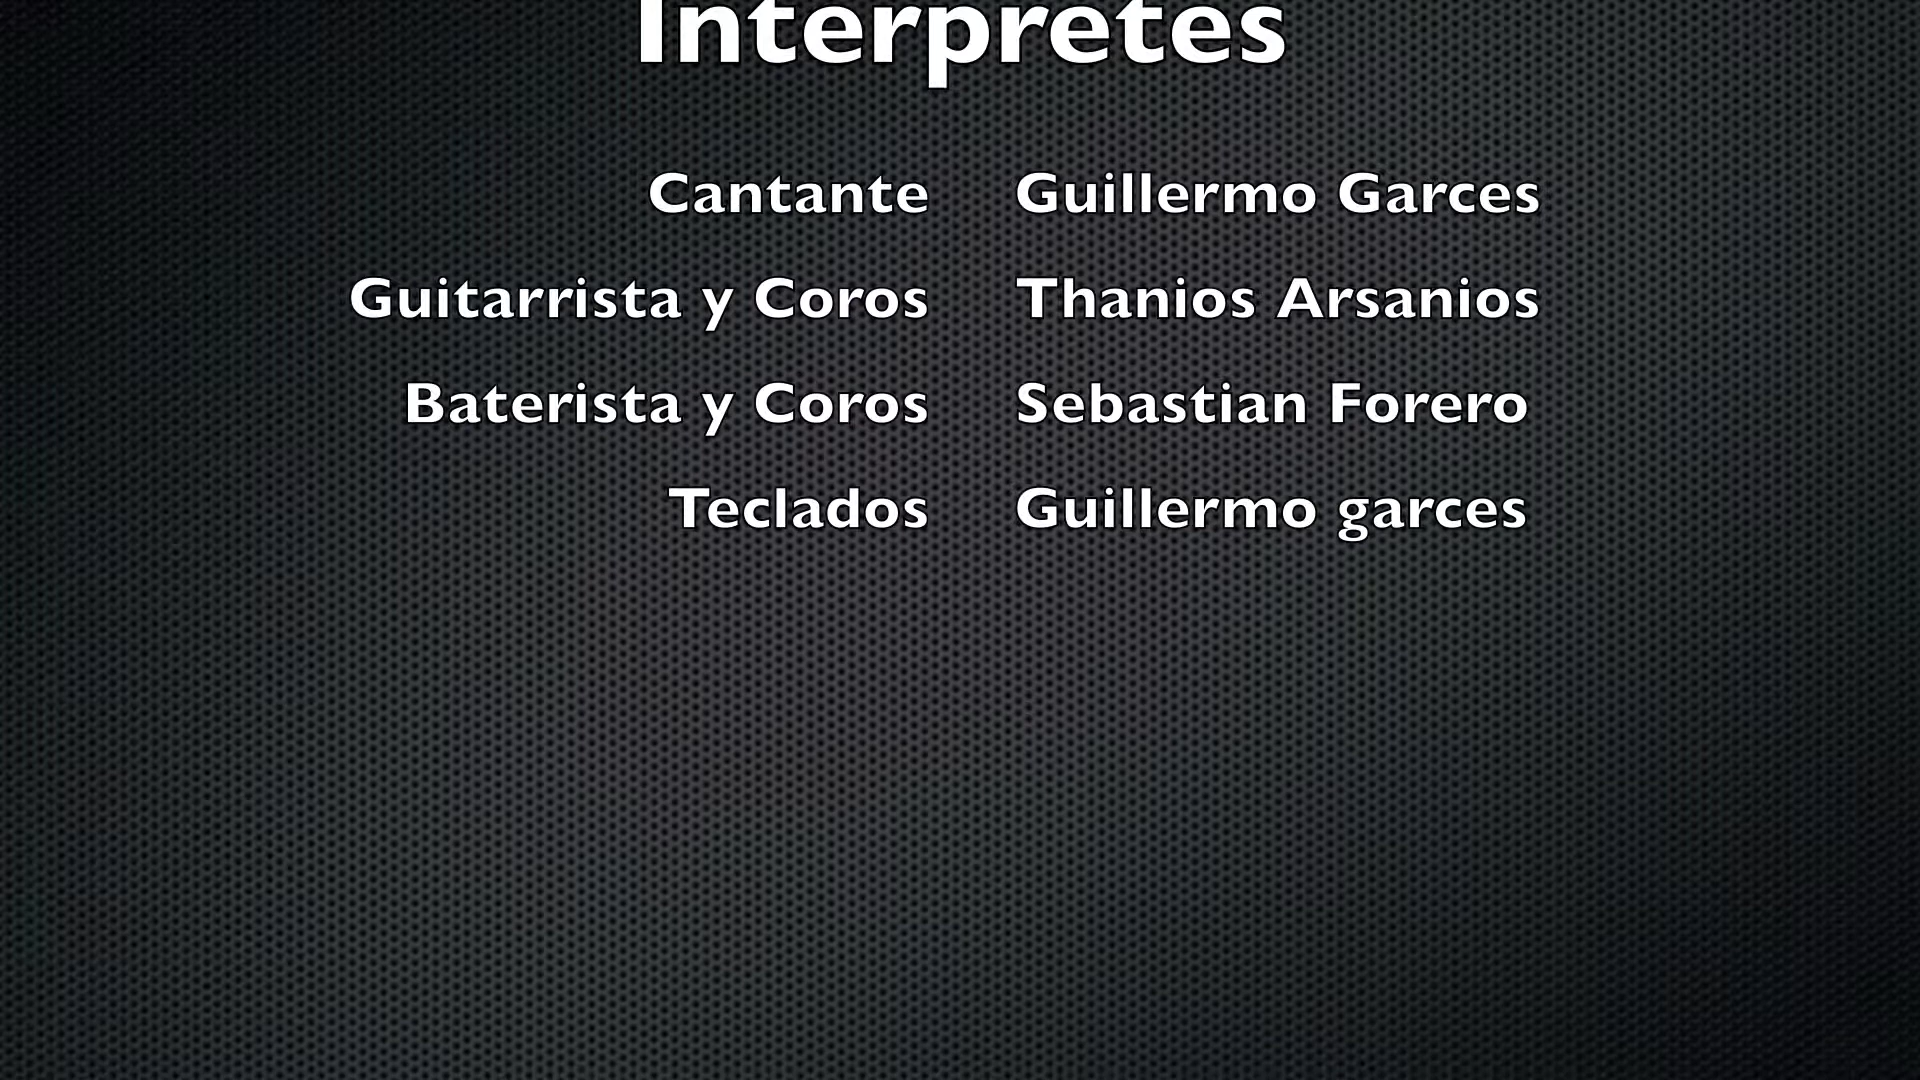 Interpretes
Cantante Guillermo Garces
Guitarrista y Coros Thanios Arsanios
Baterista y Coros Sebastian Forero
Teclados Guillermo garces